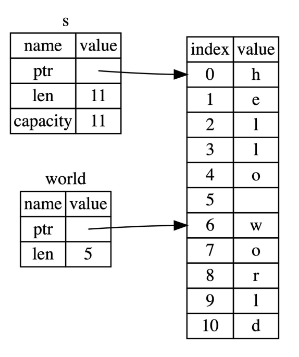 s
name value
ptr
len 11
capacity 11
world
name value
ptr
len 5
index value
0 h
1 e
2 l
3 l
4 o
5
6 w
7 o
8 r
9 l
10 d